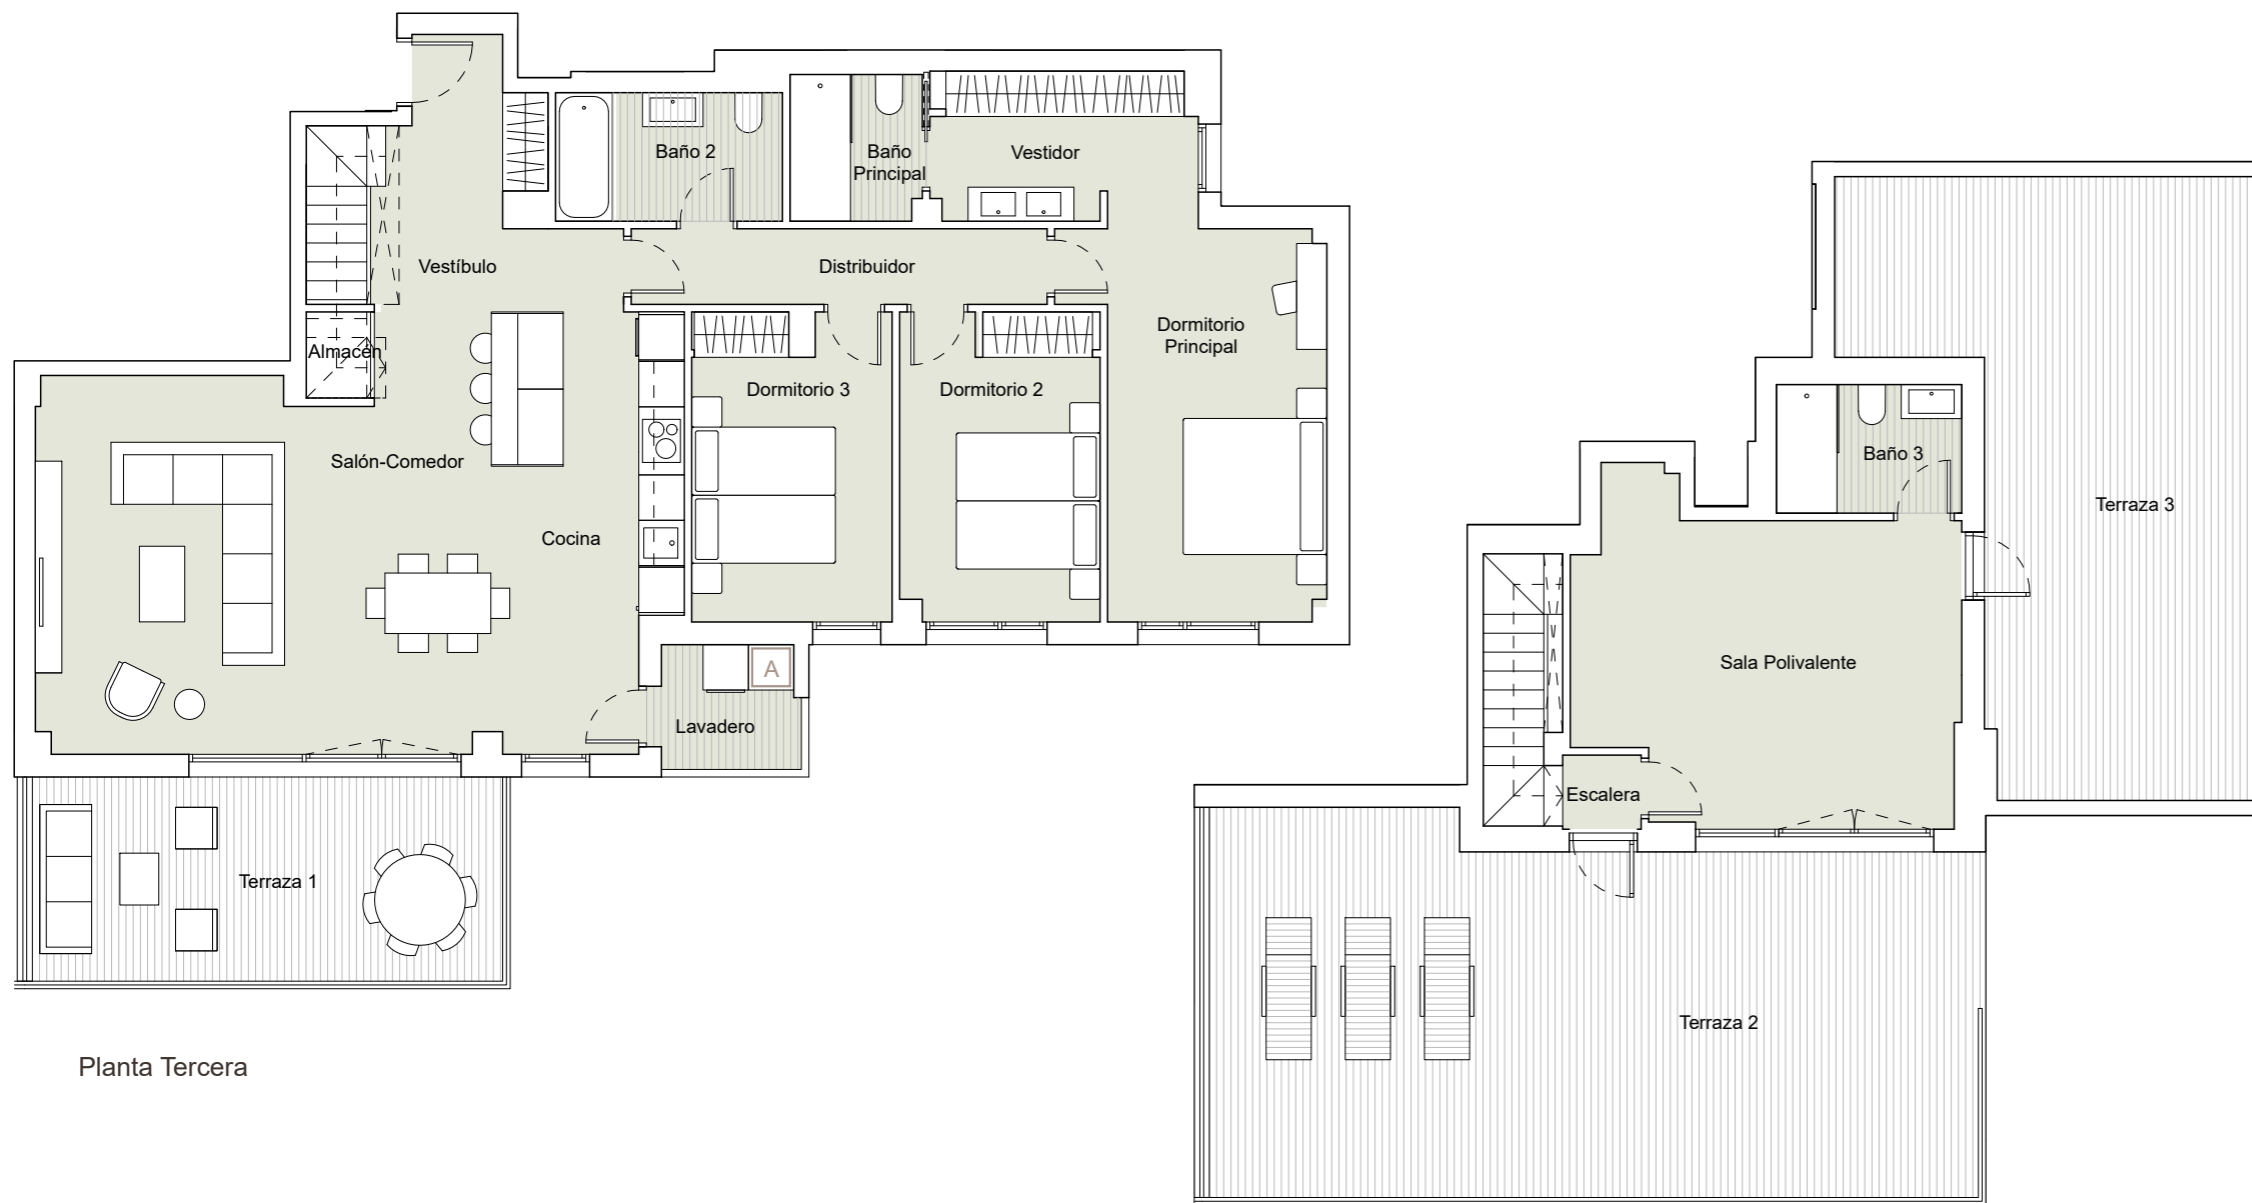 Baño 2
Baño
Principal
Vestidor
Vestíbulo
Distribuidor
Dormitorio
Principal
Almacén
Dormitorio 3
Dormitorio 2
Salón-Comedor
Cocina
Baño 3
Terraza 3
Sala Polivalente
A
Lavadero
Escalera
Terraza 1
Terraza 2
Planta Tercera